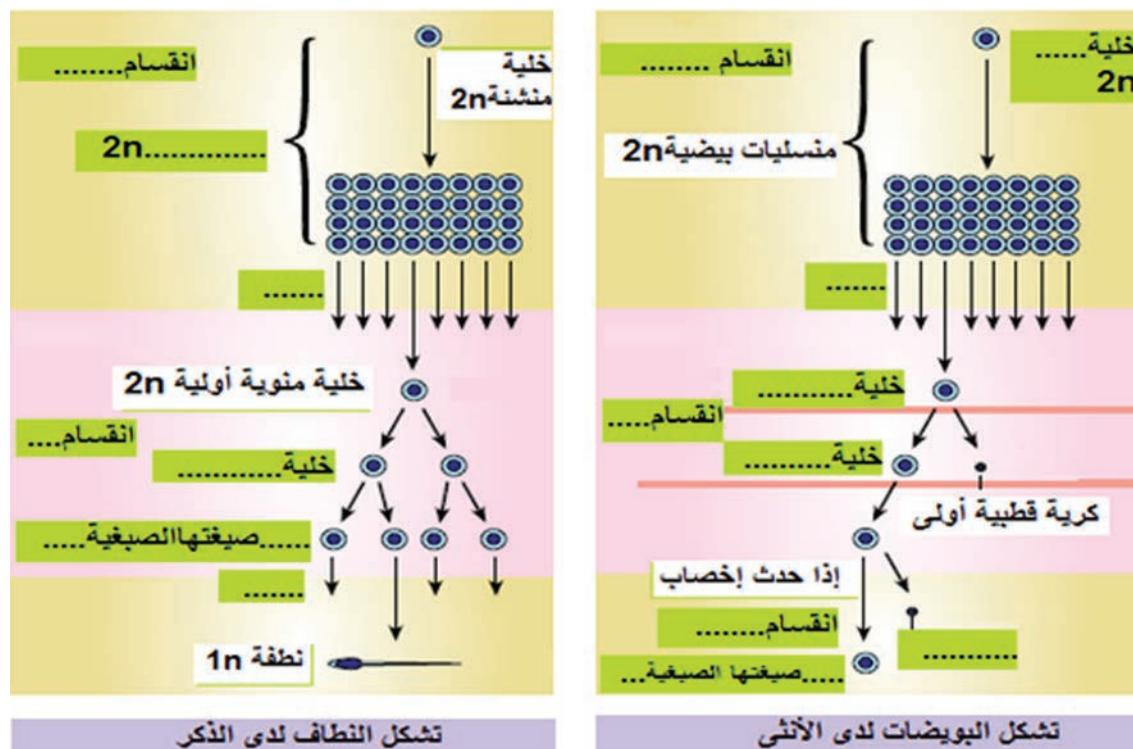 خلية......
2n
انقسام ........
منسليات بيضية2n
.......
خلية...........
انقسام.....
خلية..........
كرية قطبية أولى
إذا حدث إخصاب
انقسام........
...........
.....صيغتها الصبغية...
تشكل البويضات لدى الأنثى
خلية
منشئة2n
انقسام........
2n..............
.......
خلية منوية أولية 2n
انقسام....
خلية............
......صيغتهاالصبغية.....
.......
نطفة 1n
تشكل النطاف لدى الذكر